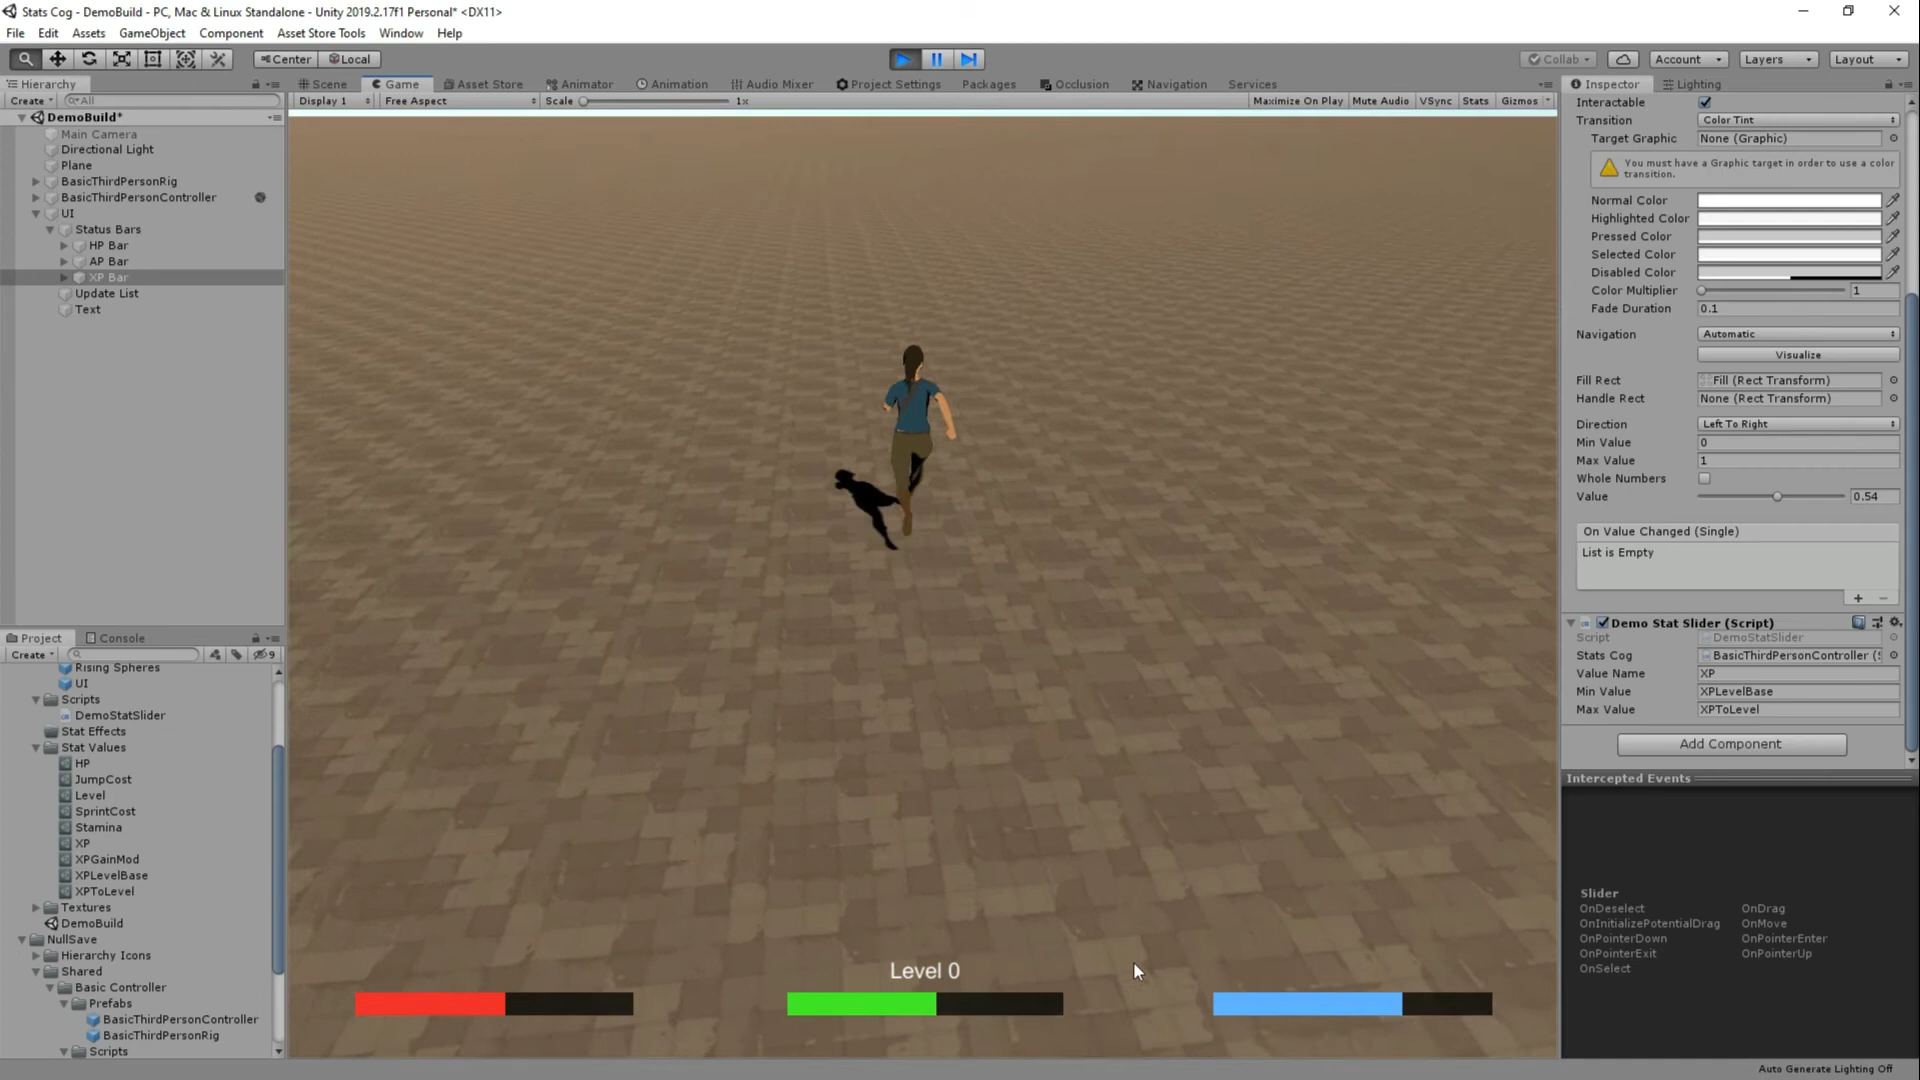 Stats Cog - DemoBuild - PC, Mac & Linux Standalone - Unity 2019.2.17f1 Personal* <DX11>
File Edit Assets GameObject Component Asset Store Tools Window Help
Center Local Collab Account Layers Layout
Hierarchy Scene Game Asset Store Animator Animation Audio Mixer Project Settings Packages Occlusion Navigation Services Inspector Lighting
Create All Display 1 Free Aspect Scale 1x Maximize On Play Mute Audio VSync Stats Gizmos
DemoBuild*
Main Camera
Directional Light
Plane
BasicThirdPersonRig
BasicThirdPersonController
UI
Status Bars
HP Bar
AP Bar
XP Bar
Update List
Text
Project Console
Create 9
Rising Spheres
UI
Scripts
DemoStatSlider
Stat Effects
Stat Values
HP
JumpCost
Level
SprintCost
Stamina
XP
XPGainMod
XPLevelBase
XPToLevel
Textures
DemoBuild
NullSave
Hierarchy Icons
Shared
Basic Controller
Prefabs
BasicThirdPersonController
BasicThirdPersonRig
Scripts
Level 0
Interactable
Transition Color Tint
Target Graphic None (Graphic)
You must have a Graphic target in order to use a color
transition.
Normal Color
Highlighted Color
Pressed Color
Selected Color
Disabled Color
Color Multiplier 1
Fade Duration 0.1
Navigation Automatic
Visualize
Fill Rect Fill (Rect Transform)
Handle Rect None (Rect Transform)
Direction Left To Right
Min Value 0
Max Value 1
Whole Numbers
Value 0.54
On Value Changed (Single)
List is Empty
+ −
Demo Stat Slider (Script)
Script DemoStatSlider
Stats Cog BasicThirdPersonController (
Value Name XP
Min Value XPLevelBase
Max Value XPToLevel
Add Component
Intercepted Events
Slider
OnDeselect OnDrag
OnInitializePotentialDrag OnMove
OnPointerDown OnPointerEnter
OnPointerExit OnPointerUp
OnSelect
Auto Generate Lighting Off